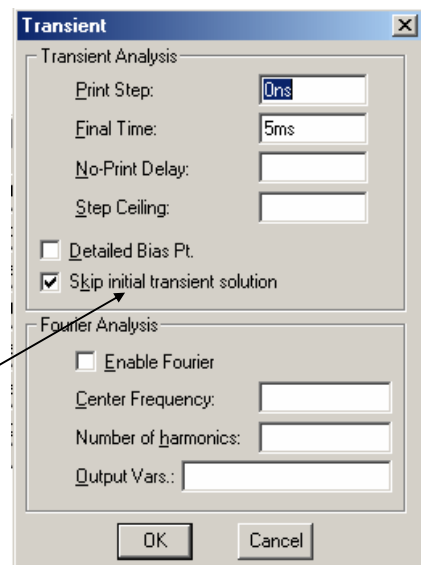 Transient
Transient Analysis
Print Step: 0ns
Final Time: 5ms
No-Print Delay:
Step Ceiling:
Detailed Bias Pt.
Skip initial transient solution
Fourier Analysis
Enable Fourier
Center Frequency:
Number of harmonics:
Output Vars.:
OK Cancel